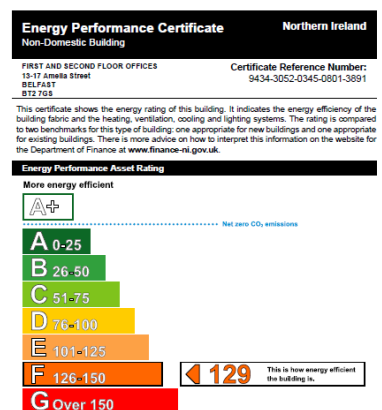 Energy Performance Certificate
Northern Ireland
Non-Domestic Building
FIRST AND SECOND FLOOR OFFICES
13-17 Amelia Street
BELFAST
BT2 7GS
Certificate Reference Number:
9434-3052-0345-0801-3891
This certificate shows the energy rating of this building. It indicates the energy efficiency of the
building fabric and the heating, ventilation, cooling and lighting systems. The rating is compared
to two benchmarks for this type of building: one appropriate for new buildings and one appropriate
for existing buildings. There is more advice on how to interpret this information on the website for
the Department of Finance at www.finance-ni.gov.uk.
Energy Performance Asset Rating
More energy efficient
A+
Net zero CO₂ emissions
A 0-25
B 26-50
C 51-75
D 76-100
E 101-125
F 126-150
129
This is how energy efficient
the building is.
G Over 150